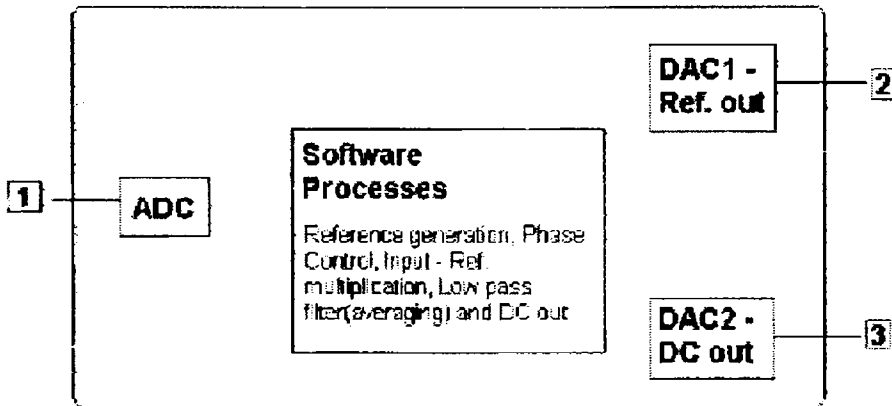 DAC1 -
Ref. out
2
Software
Processes
1
ADC
Reference generation, Phase
Control, Input - Ref.
multiplication, Low pass
filter(averaging) and DC out
DAC2 -
DC out
3